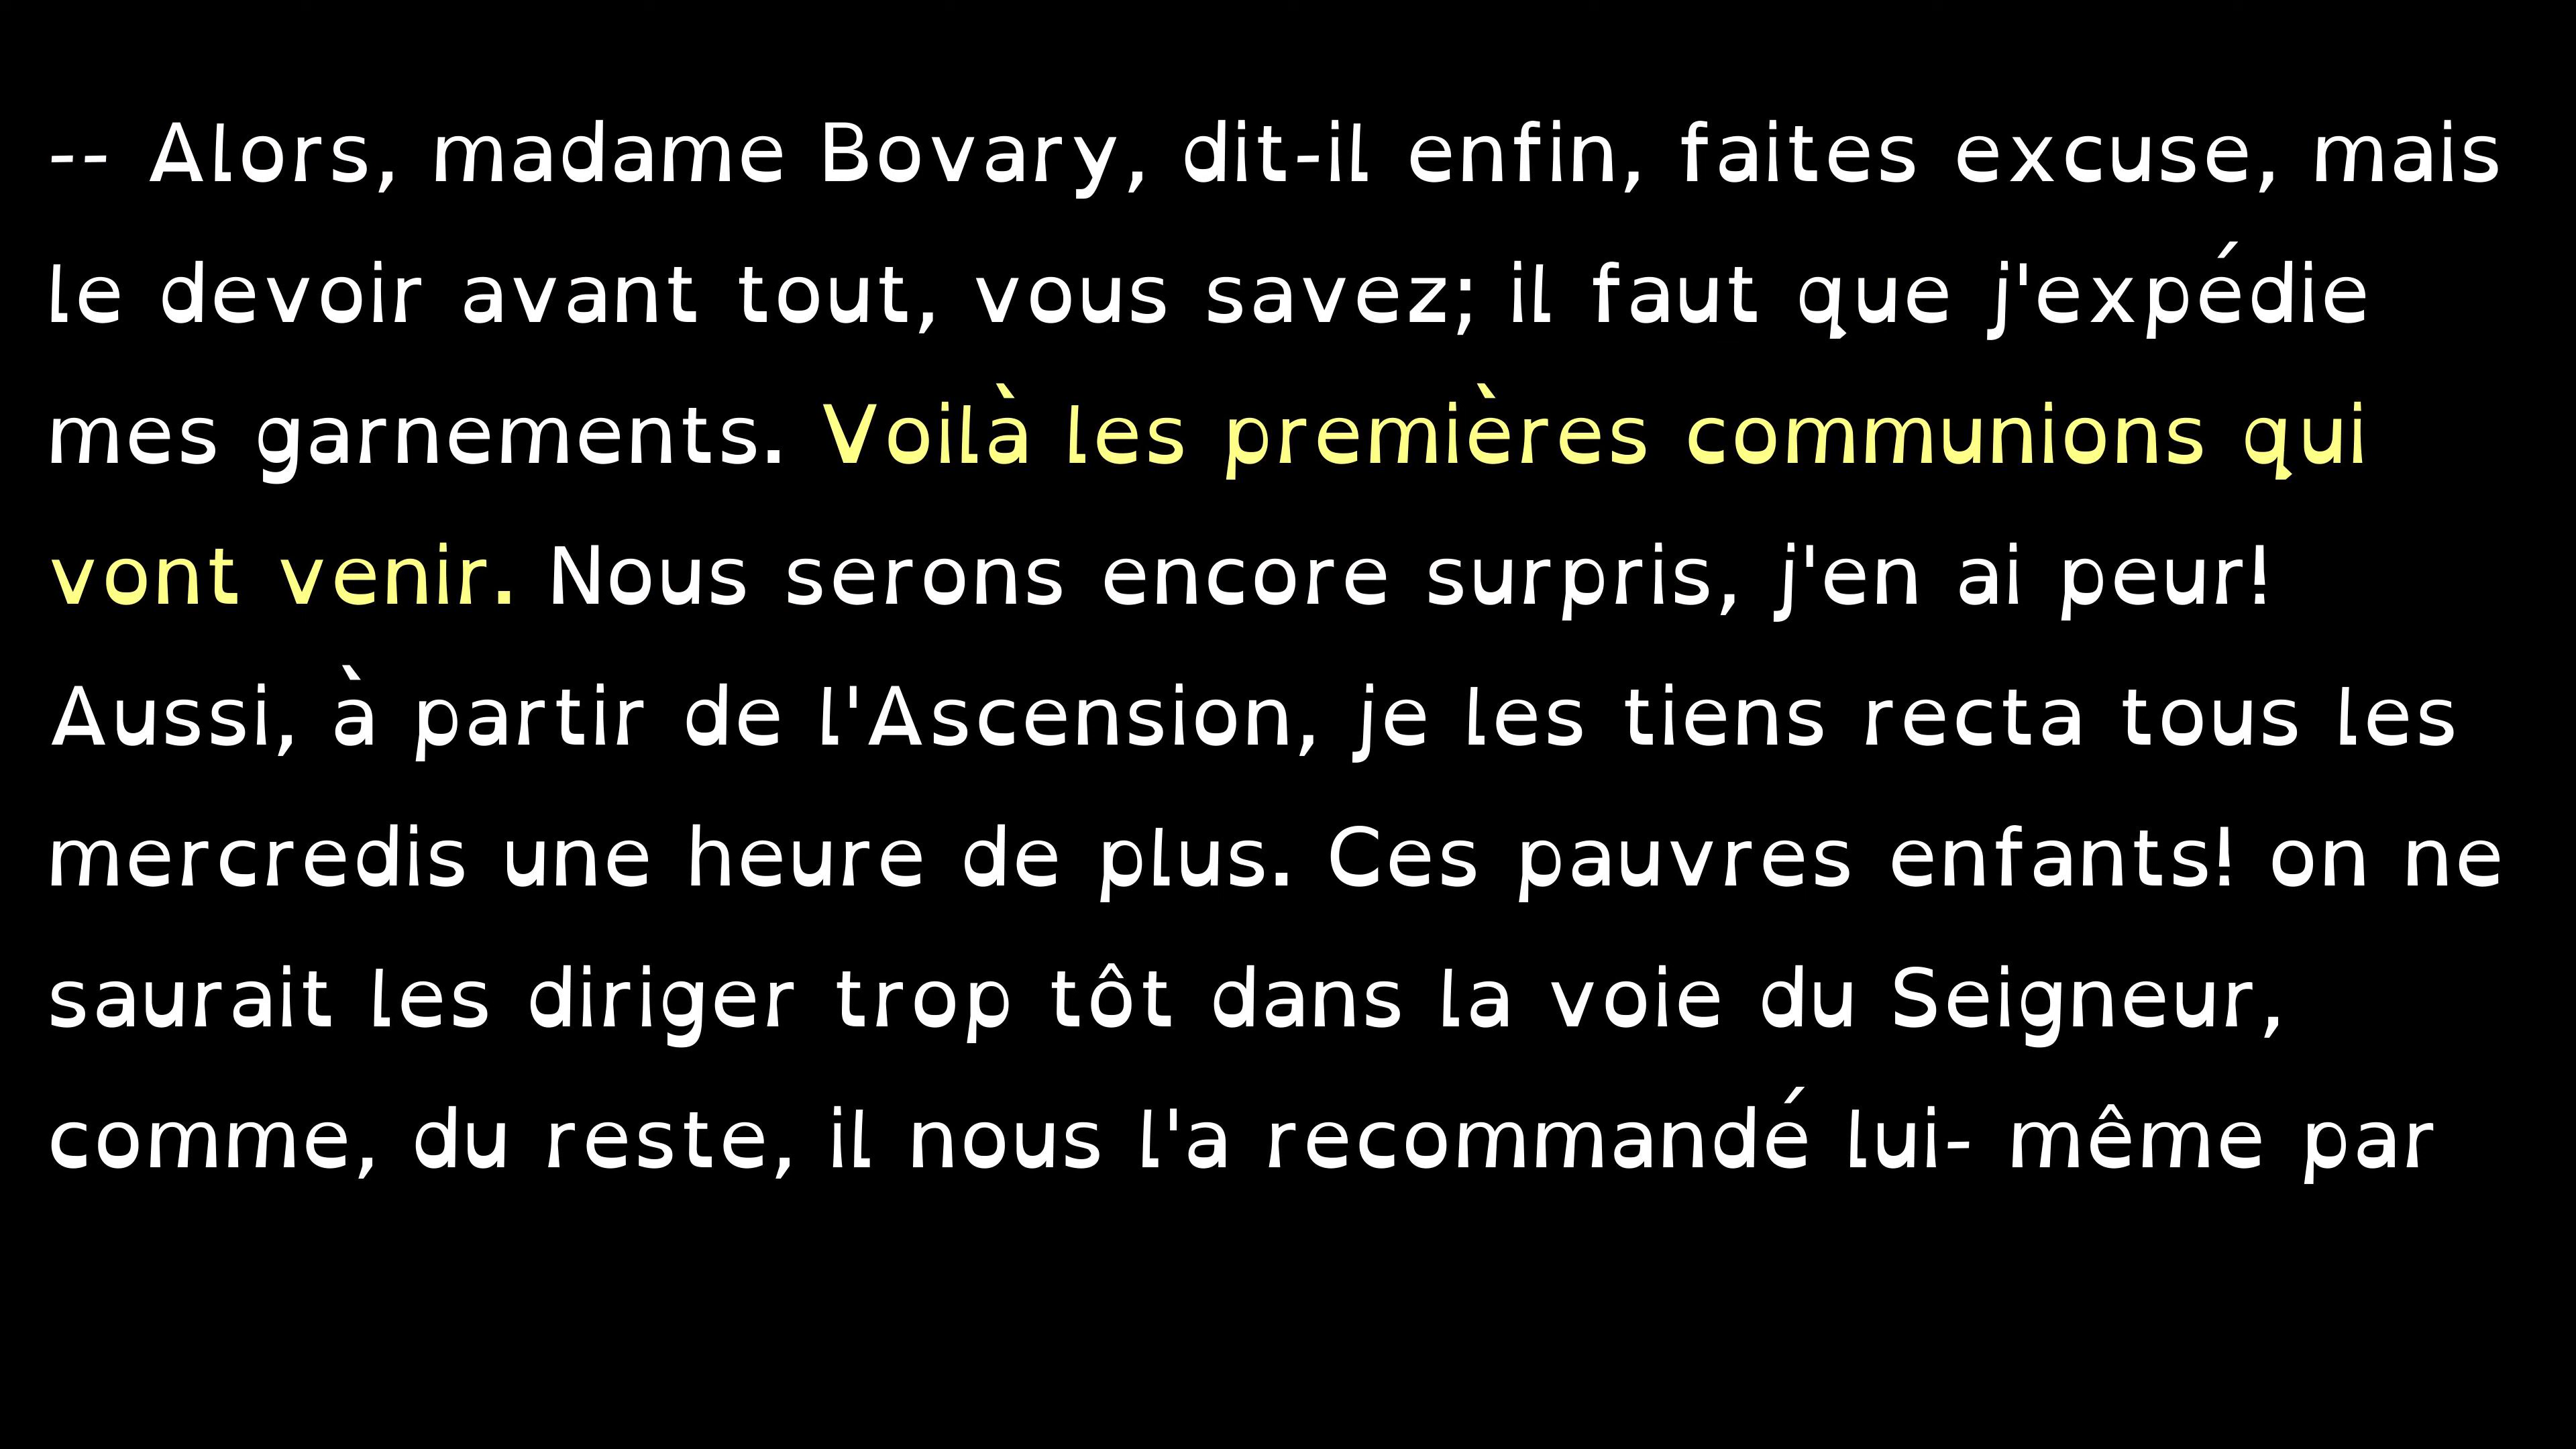 -- Alors, madame Bovary, dit-il enfin, faites excuse, mais
le devoir avant tout, vous savez; il faut que j'expédie
mes garnements. Voilà les premières communions qui
vont venir. Nous serons encore surpris, j'en ai peur!
Aussi, à partir de l'Ascension, je les tiens recta tous les
mercredis une heure de plus. Ces pauvres enfants! on ne
saurait les diriger trop tôt dans la voie du Seigneur,
comme, du reste, il nous l'a recommandé lui- même par